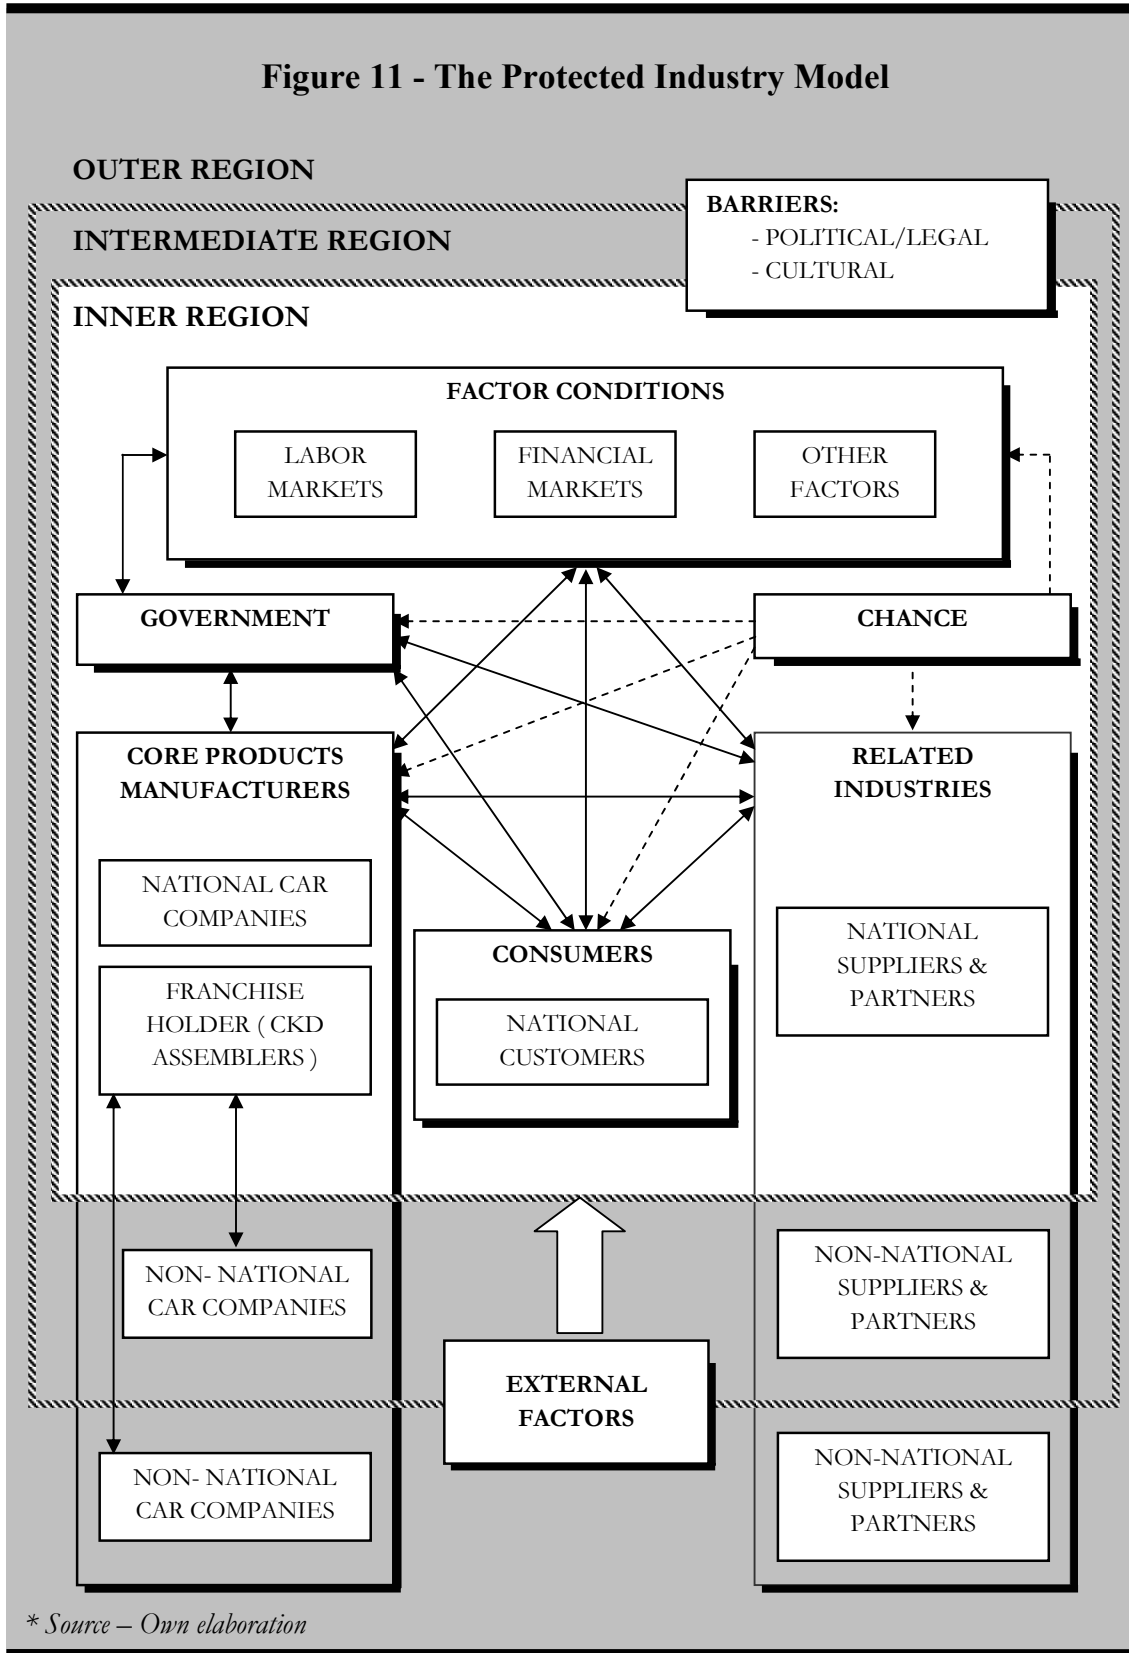 Figure 11 - The Protected Industry Model
OUTER REGION
BARRIERS:
- POLITICAL/LEGAL
- CULTURAL
INTERMEDIATE REGION
INNER REGION
FACTOR CONDITIONS
LABOR
MARKETS
FINANCIAL
MARKETS
OTHER
FACTORS
GOVERNMENT
CHANCE
CORE PRODUCTS
MANUFACTURERS
RELATED
INDUSTRIES
NATIONAL CAR
COMPANIES
FRANCHISE
HOLDER ( CKD
ASSEMBLERS )
CONSUMERS
NATIONAL
CUSTOMERS
NATIONAL
SUPPLIERS &
PARTNERS
NON- NATIONAL
CAR COMPANIES
NON-NATIONAL
SUPPLIERS &
PARTNERS
EXTERNAL
FACTORS
NON- NATIONAL
CAR COMPANIES
NON-NATIONAL
SUPPLIERS &
PARTNERS
* Source – Own elaboration